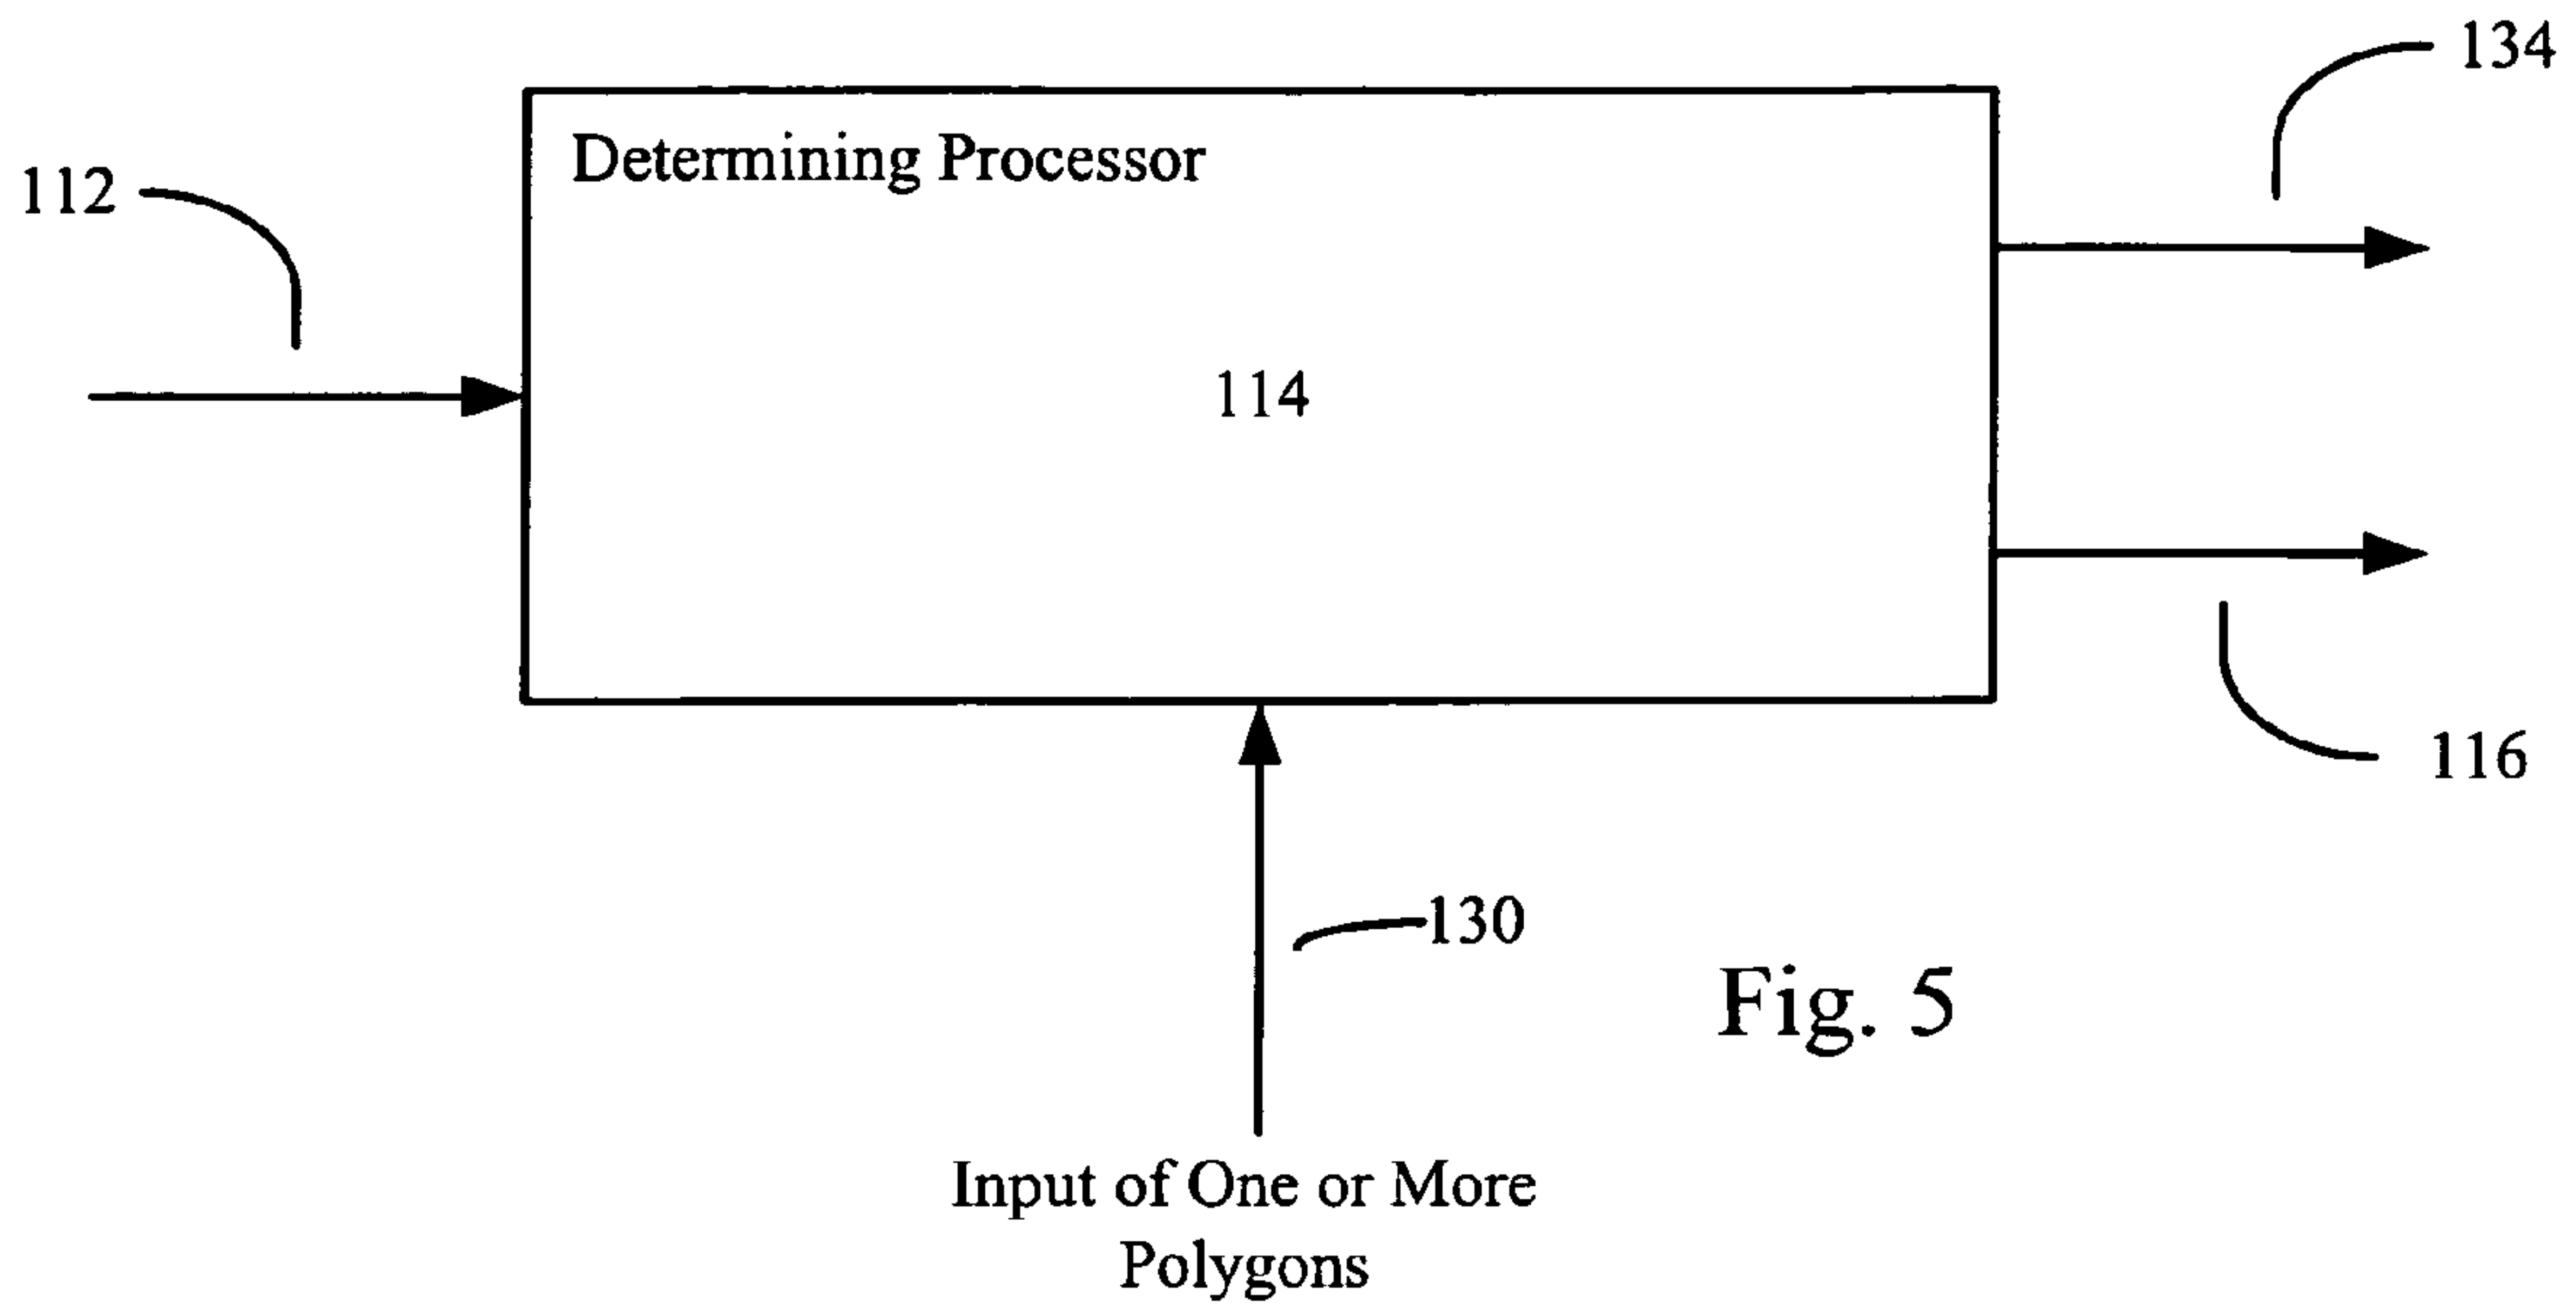 134
Determining Processor
112
114
116
130
Fig. 5
Input of One or More
Polygons